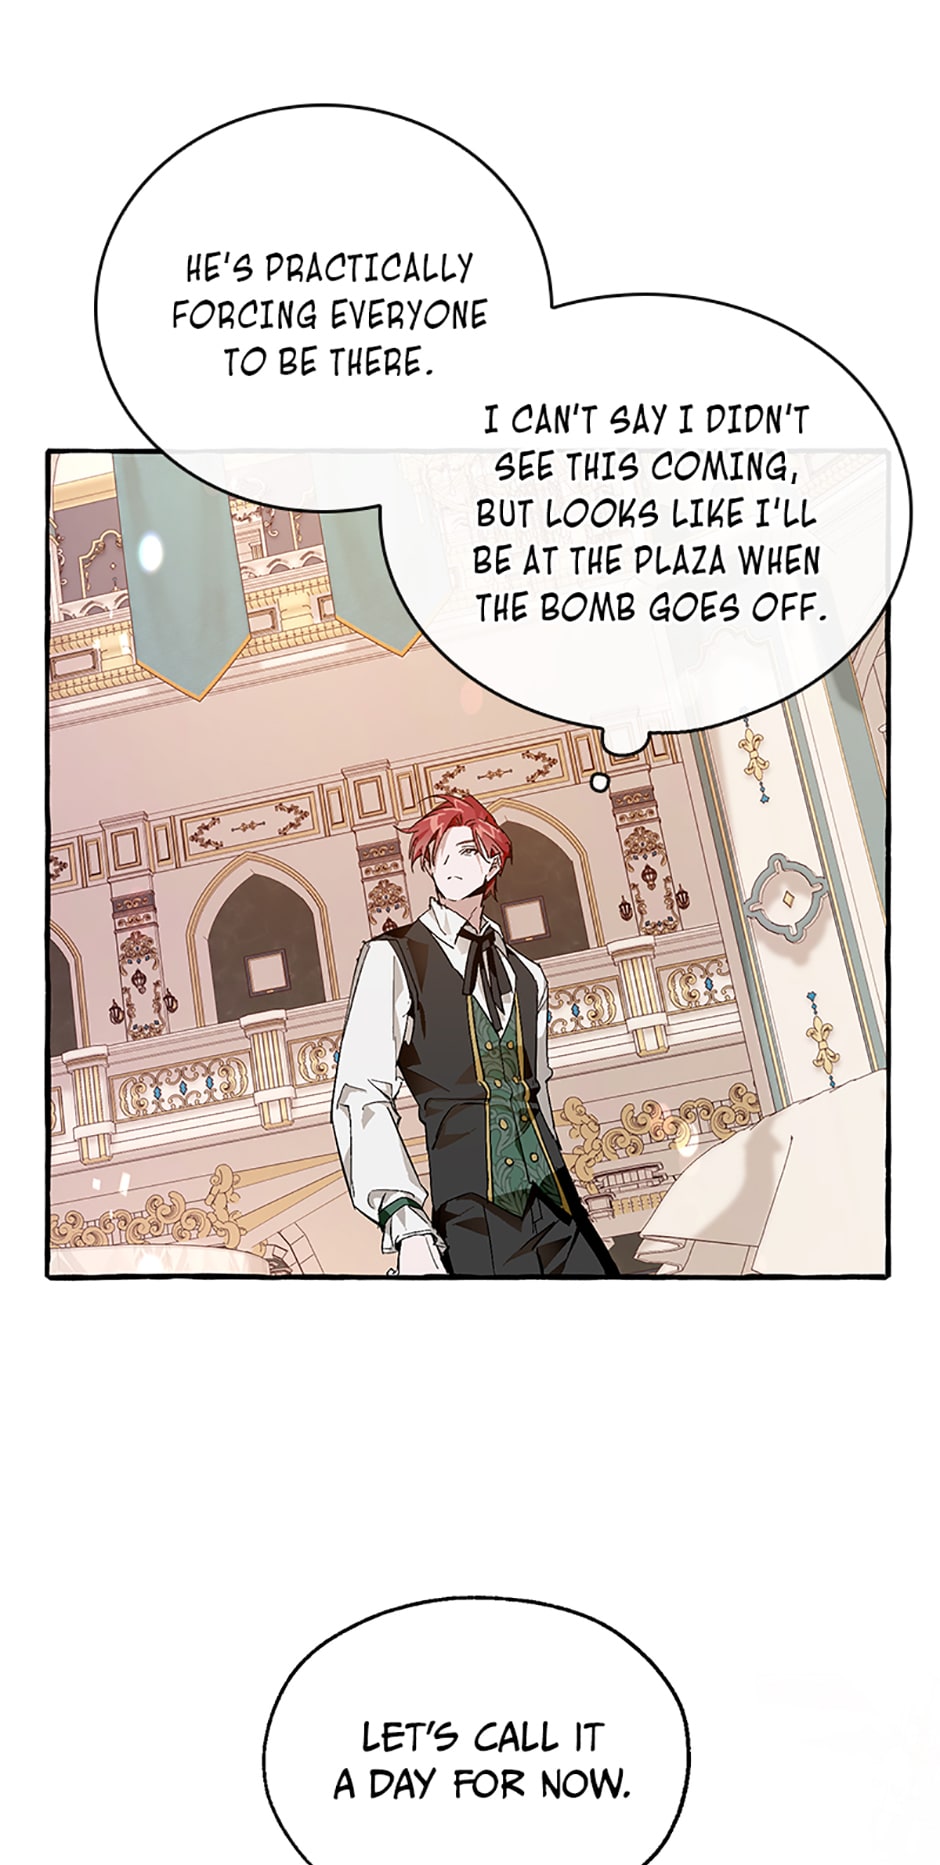 HE'S PRACTICALLY
FORCING EVERYONE
TO BE THERE.
I CAN'T SAY I DIDN'T
SEE THIS COMING,
BUT LOOKS LIKE I'LL
BE AT THE PLAZA WHEN
THE BOMB GOES OFF.
LET'S CALL IT
A DAY FOR NOW.